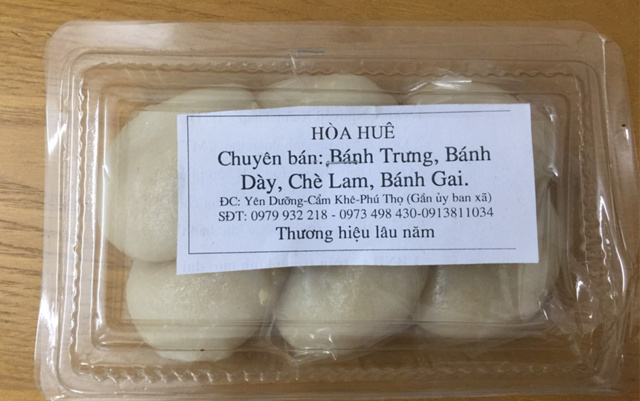 HÒA HUÊ
Chuyên bán: Bánh Trưng, Bánh
Dày, Chè Lam, Bánh Gai.
ĐC: Yên Dưỡng-Cẩm Khê-Phú Thọ (Gần ủy ban xã)
SĐT: 0979 932 218 - 0973 498 430-0913811034
Thương hiệu lâu năm